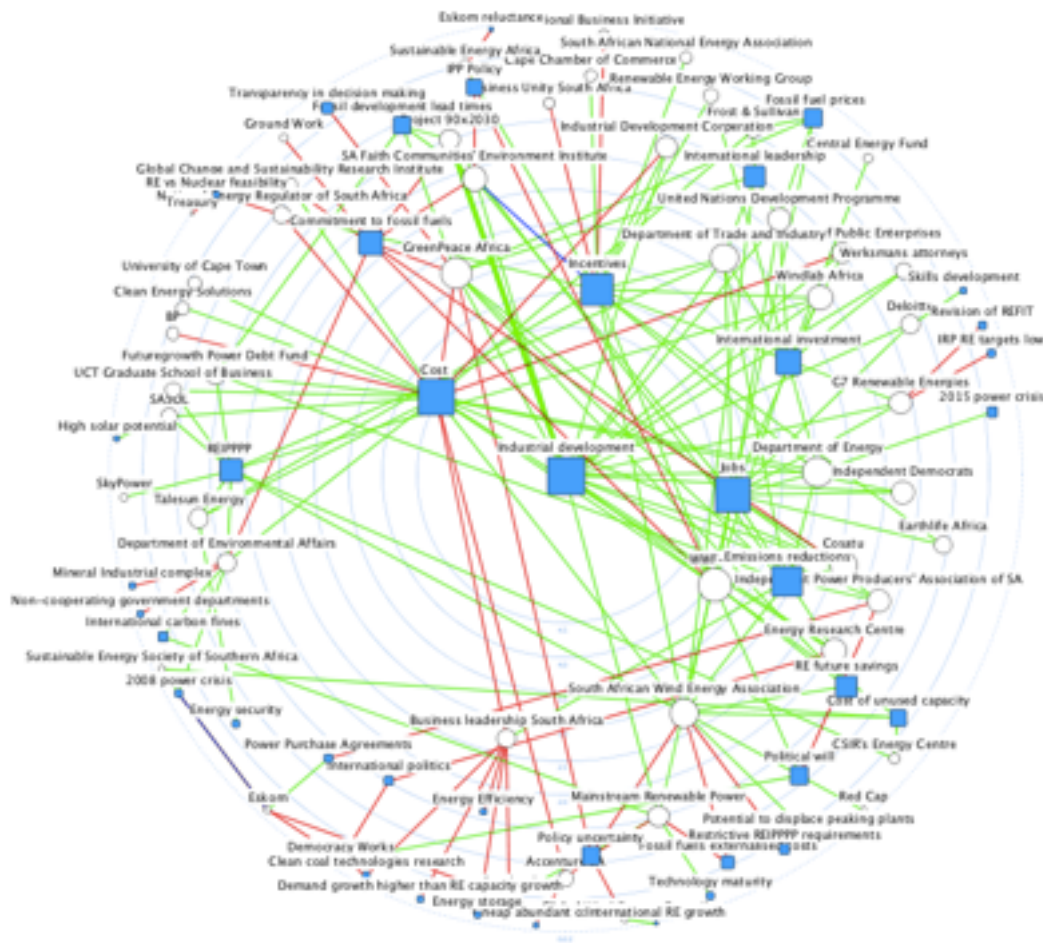 Eskom reluctance
ional Business Initiative
South African National Energy Association
Sustainable Energy Africa
Cape Chamber of Commerce
IPP Policy
Renewable Energy Working Group
siness Unity South Africa
Transparency in decision making
Fossil fuel prices
Fossil development lead times
Frost & Sullivan
Project 90x2030
Ground Work
Industrial Development Corporation
Central Energy Fund
SA Faith Communities' Environment Institute
International leadership
Global Change and Sustainability Research Institute
RE vs Nuclear feasibility
Energy Regulator of South Africa
United Nations Development Programme
Treasury
Commitment to fossil fuels
Department of Trade and Industry
f Public Enterprises
GreenPeace Africa
Werksmans attorneys
University of Cape Town
Incentives
Windlab Africa
Skills development
Clean Energy Solutions
Deloitte
Revision of REFIT
BP
International investment
IRP RE targets low
Futuregrowth Power Debt Fund
UCT Graduate School of Business
Cost
G7 Renewable Energies
SASOL
2015 power crisis
High solar potential
REIPPPP
Industrial development
Department of Energy
Jobs
Independent Democrats
SkyPower
Talesun Energy
Earthlife Africa
Department of Environmental Affairs
Cosatu
Emissions reductions
Mineral Industrial complex
Power Producers' Association of SA
Non-cooperating government departments
International carbon fines
Energy Research Centre
Sustainable Energy Society of Southern Africa
RE future savings
2008 power crisis
South African Wind Energy Association
Cost of unused capacity
Energy security
Business leadership South Africa
Power Purchase Agreements
CSIR's Energy Centre
International politics
Political will
Eskom
Energy Efficiency
Mainstream Renewable Power
Red Cap
Potential to displace peaking plants
Policy uncertainty
Restrictive REIPPPP requirements
Democracy Works
Fossil fuels externalised costs
Clean coal technologies research
Accenture
Demand growth higher than RE capacity growth
Technology maturity
Energy storage
abundant
International RE growth